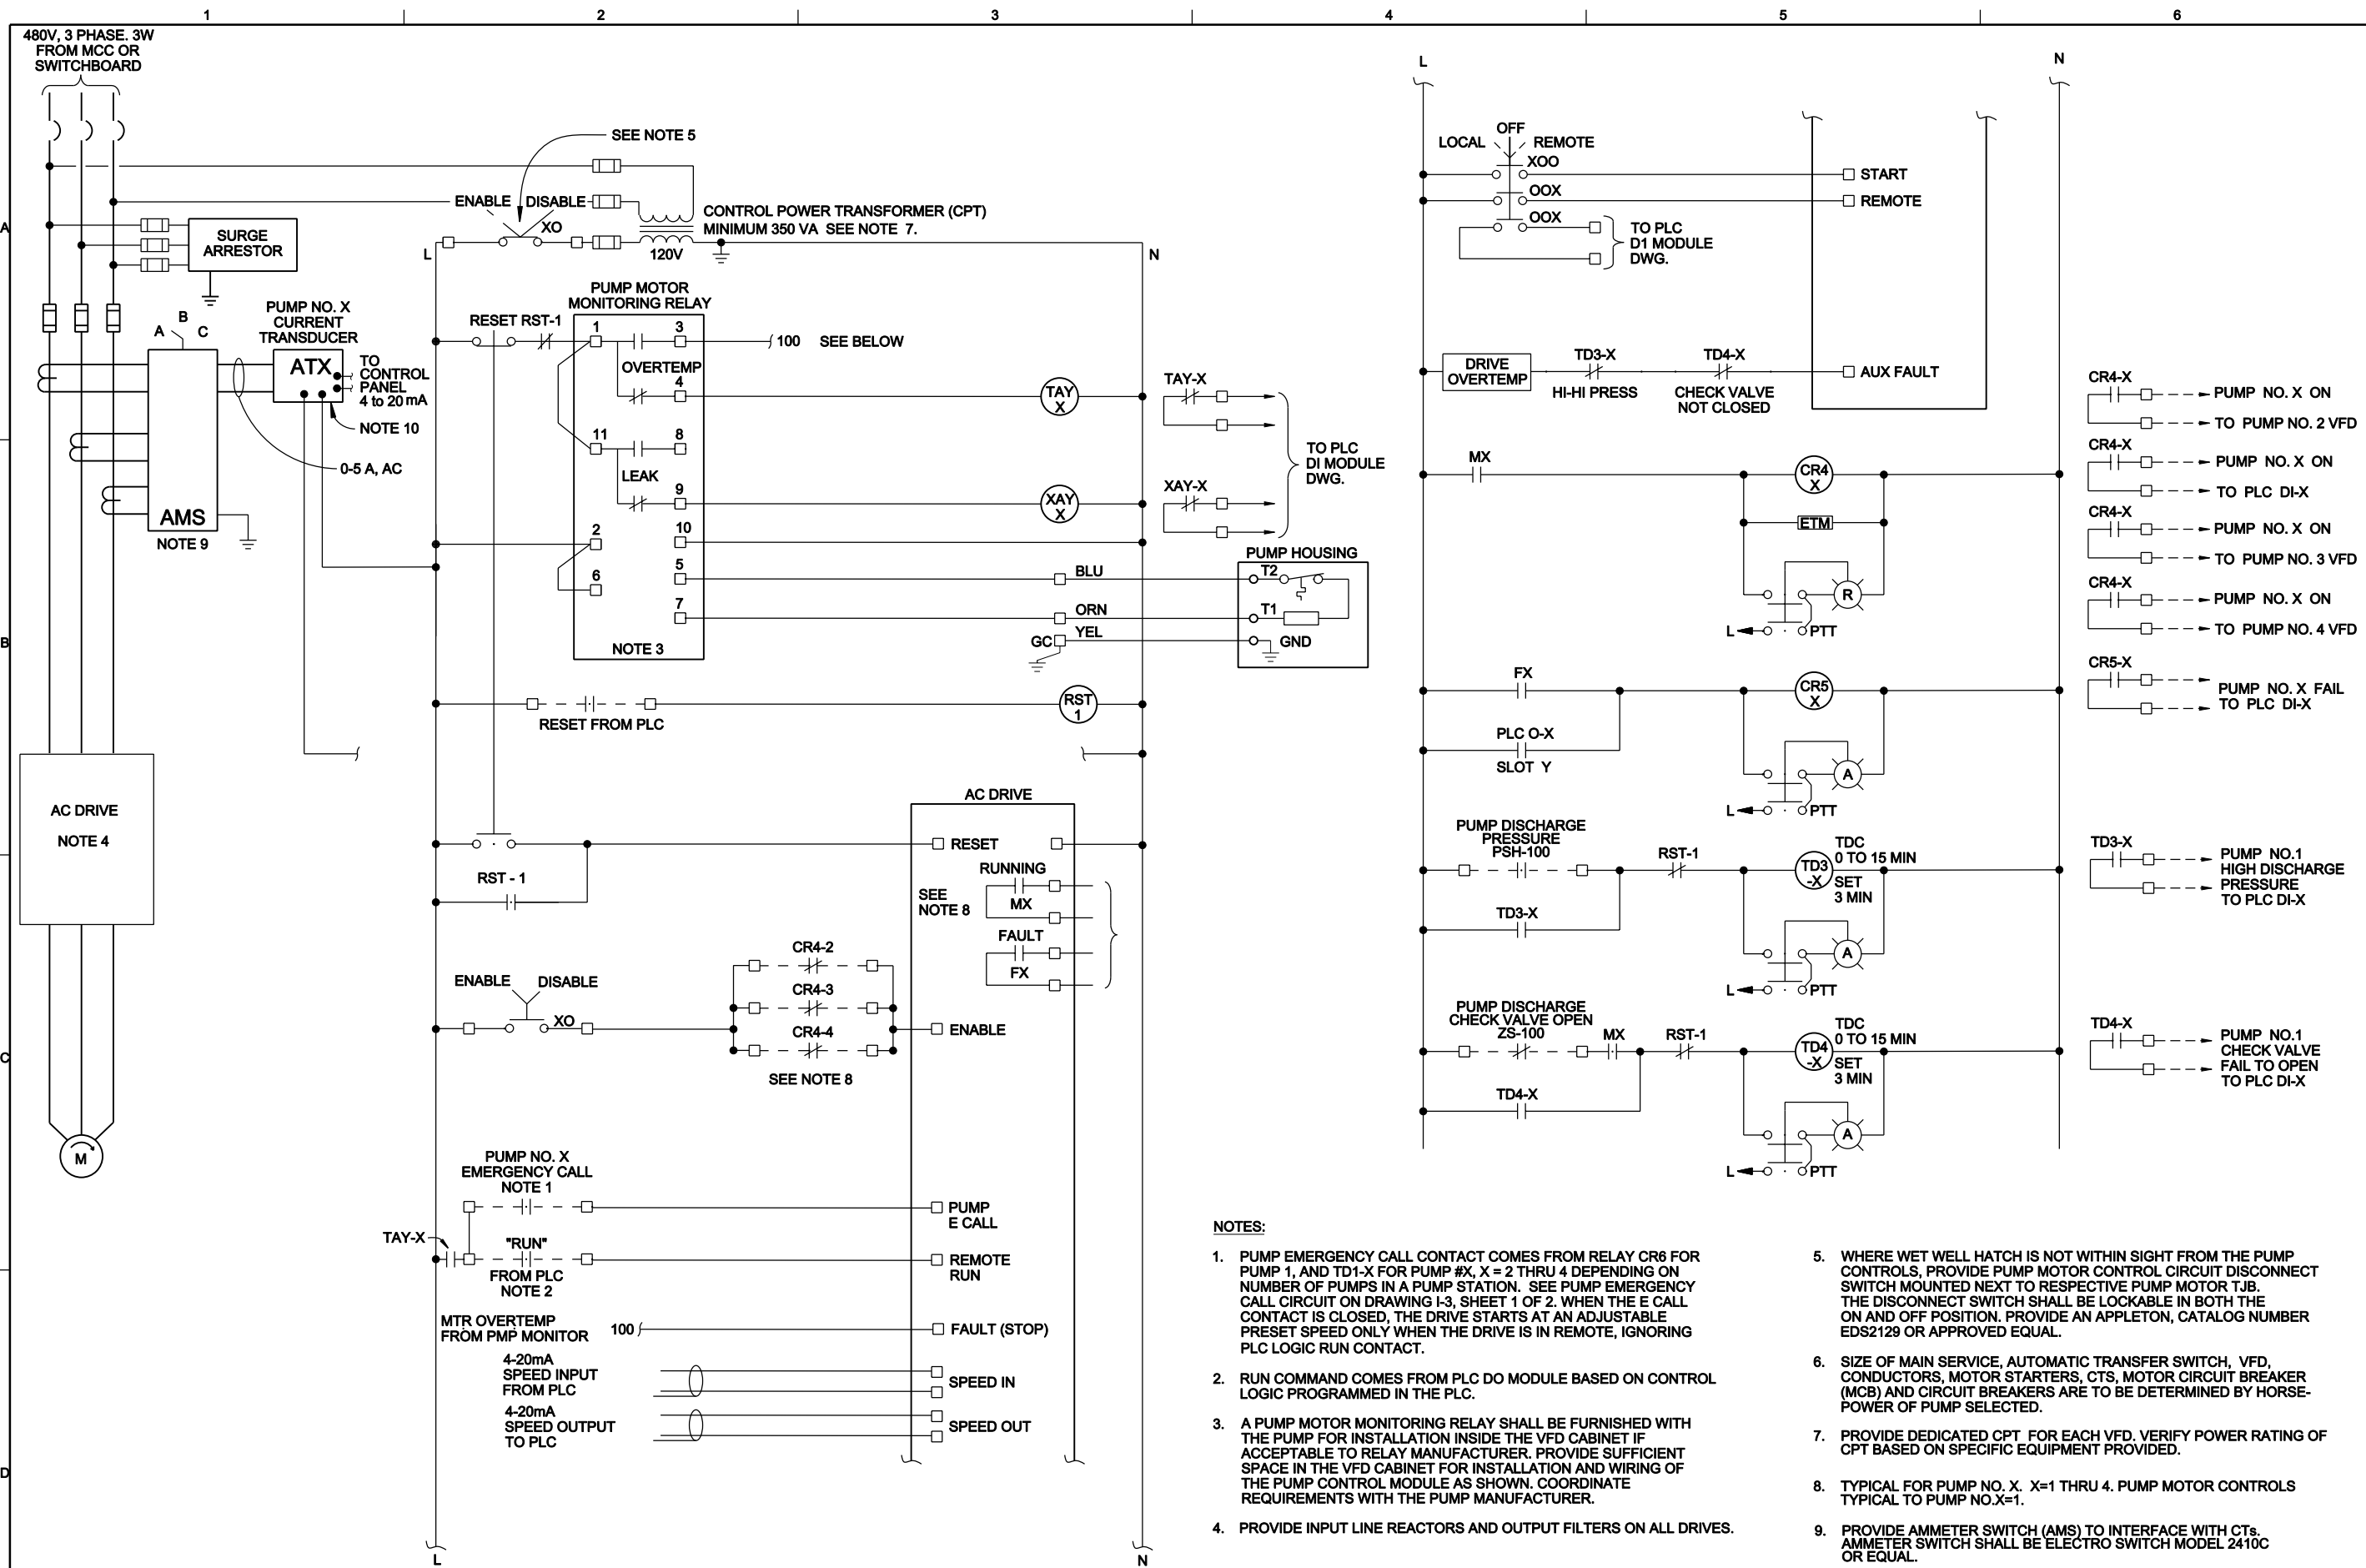 1
2
3
4
5
6
480V, 3 PHASE. 3W
FROM MCC OR
SWITCHBOARD
SEE NOTE 5
ENABLE
DISABLE
XO
CONTROL POWER TRANSFORMER (CPT)
MINIMUM 350 VA SEE NOTE 7.
120V
L
N
A
SURGE
ARRESTOR
PUMP NO. X
CURRENT
TRANSDUCER
ATX
TO
CONTROL
PANEL
4 to 20 mA
NOTE 10
0-5 A, AC
A
B
C
AMS
NOTE 9
PUMP MOTOR
MONITORING RELAY
RESET RST-1
1
3
OVERTEMP
4
11
8
LEAK
9
2
10
6
5
7
NOTE 3
100 SEE BELOW
TAY
X
XAY
X
TAY-X
XAY-X
TO PLC
DI MODULE
DWG.
BLU
ORN
YEL
GC
PUMP HOUSING
T2
T1
GND
B
RESET FROM PLC
RST
1
AC DRIVE
NOTE 4
M
AC DRIVE
RESET
RUNNING
MX
FAULT
FX
SEE
NOTE 8
RST - 1
ENABLE
DISABLE
XO
CR4-2
CR4-3
CR4-4
SEE NOTE 8
ENABLE
C
PUMP NO. X
EMERGENCY CALL
NOTE 1
PUMP
E CALL
TAY-X
"RUN"
FROM PLC
NOTE 2
REMOTE
RUN
MTR OVERTEMP
FROM PMP MONITOR
100
FAULT (STOP)
4-20mA
SPEED INPUT
FROM PLC
SPEED IN
4-20mA
SPEED OUTPUT
TO PLC
SPEED OUT
D
L
N
L
N
OFF
LOCAL
REMOTE
XOO
START
OOX
REMOTE
OOX
TO PLC
D1 MODULE
DWG.
DRIVE
OVERTEMP
TD3-X
HI-HI PRESS
TD4-X
CHECK VALVE
NOT CLOSED
AUX FAULT
MX
CR4
X
ETM
R
L
PTT
FX
CR5
X
PLC O-X
SLOT Y
A
L
PTT
PUMP DISCHARGE
PRESSURE
PSH-100
RST-1
TD3
-X
TDC
0 TO 15 MIN
SET
3 MIN
TD3-X
A
L
PTT
PUMP DISCHARGE
CHECK VALVE OPEN
ZS-100
MX
RST-1
TD4
-X
TDC
0 TO 15 MIN
SET
3 MIN
TD4-X
A
L
PTT
CR4-X
PUMP NO. X ON
TO PUMP NO. 2 VFD
CR4-X
PUMP NO. X ON
TO PLC DI-X
CR4-X
PUMP NO. X ON
TO PUMP NO. 3 VFD
CR4-X
PUMP NO. X ON
TO PUMP NO. 4 VFD
CR5-X
PUMP NO. X FAIL
TO PLC DI-X
TD3-X
PUMP NO.1
HIGH DISCHARGE
PRESSURE
TO PLC DI-X
TD4-X
PUMP NO.1
CHECK VALVE
FAIL TO OPEN
TO PLC DI-X
NOTES:
1. PUMP EMERGENCY CALL CONTACT COMES FROM RELAY CR6 FOR
PUMP 1, AND TD1-X FOR PUMP #X, X = 2 THRU 4 DEPENDING ON
NUMBER OF PUMPS IN A PUMP STATION. SEE PUMP EMERGENCY
CALL CIRCUIT ON DRAWING I-3, SHEET 1 OF 2. WHEN THE E CALL
CONTACT IS CLOSED, THE DRIVE STARTS AT AN ADJUSTABLE
PRESET SPEED ONLY WHEN THE DRIVE IS IN REMOTE, IGNORING
PLC LOGIC RUN CONTACT.
2. RUN COMMAND COMES FROM PLC DO MODULE BASED ON CONTROL
LOGIC PROGRAMMED IN THE PLC.
3. A PUMP MOTOR MONITORING RELAY SHALL BE FURNISHED WITH
THE PUMP FOR INSTALLATION INSIDE THE VFD CABINET IF
ACCEPTABLE TO RELAY MANUFACTURER. PROVIDE SUFFICIENT
SPACE IN THE VFD CABINET FOR INSTALLATION AND WIRING OF
THE PUMP CONTROL MODULE AS SHOWN. COORDINATE
REQUIREMENTS WITH THE PUMP MANUFACTURER.
4. PROVIDE INPUT LINE REACTORS AND OUTPUT FILTERS ON ALL DRIVES.
5. WHERE WET WELL HATCH IS NOT WITHIN SIGHT FROM THE PUMP
CONTROLS, PROVIDE PUMP MOTOR CONTROL CIRCUIT DISCONNECT
SWITCH MOUNTED NEXT TO RESPECTIVE PUMP MOTOR TJB.
THE DISCONNECT SWITCH SHALL BE LOCKABLE IN BOTH THE
ON AND OFF POSITION. PROVIDE AN APPLETON, CATALOG NUMBER
EDS2129 OR APPROVED EQUAL.
6. SIZE OF MAIN SERVICE, AUTOMATIC TRANSFER SWITCH, VFD,
CONDUCTORS, MOTOR STARTERS, CTS, MOTOR CIRCUIT BREAKER
(MCB) AND CIRCUIT BREAKERS ARE TO BE DETERMINED BY HORSE-
POWER OF PUMP SELECTED.
7. PROVIDE DEDICATED CPT FOR EACH VFD. VERIFY POWER RATING OF
CPT BASED ON SPECIFIC EQUIPMENT PROVIDED.
8. TYPICAL FOR PUMP NO. X. X=1 THRU 4. PUMP MOTOR CONTROLS
TYPICAL TO PUMP NO.X=1.
9. PROVIDE AMMETER SWITCH (AMS) TO INTERFACE WITH CTs.
AMMETER SWITCH SHALL BE ELECTRO SWITCH MODEL 2410C
OR EQUAL.